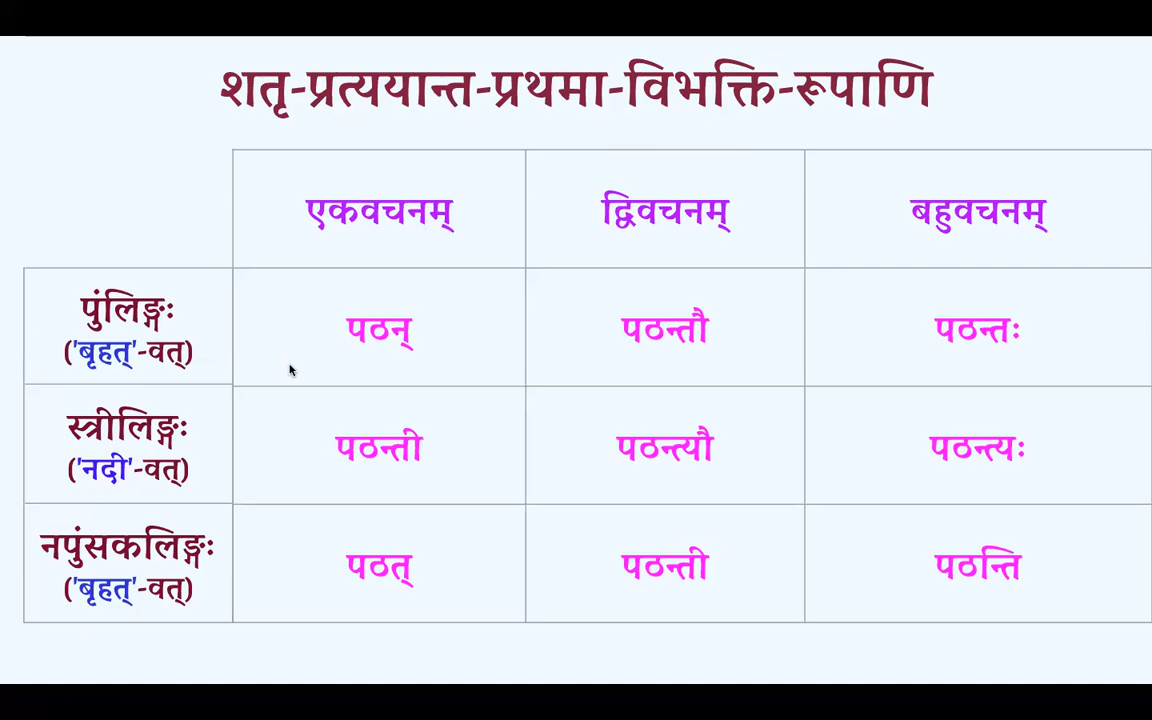 शतृ-प्रत्ययान्त-प्रथमा-विभक्ति-रूपाणि
एकवचनम् द्विवचनम् बहुवचनम्
पुंलिङ्गः
('बृहत्'-वत्)
पठन् पठन्तौ पठन्तः
स्त्रीलिङ्गः
('नदी'-वत्)
पठन्ती पठन्त्यौ पठन्त्यः
नपुंसकलिङ्गः
('बृहत्'-वत्)
पठत् पठन्ती पठन्ति